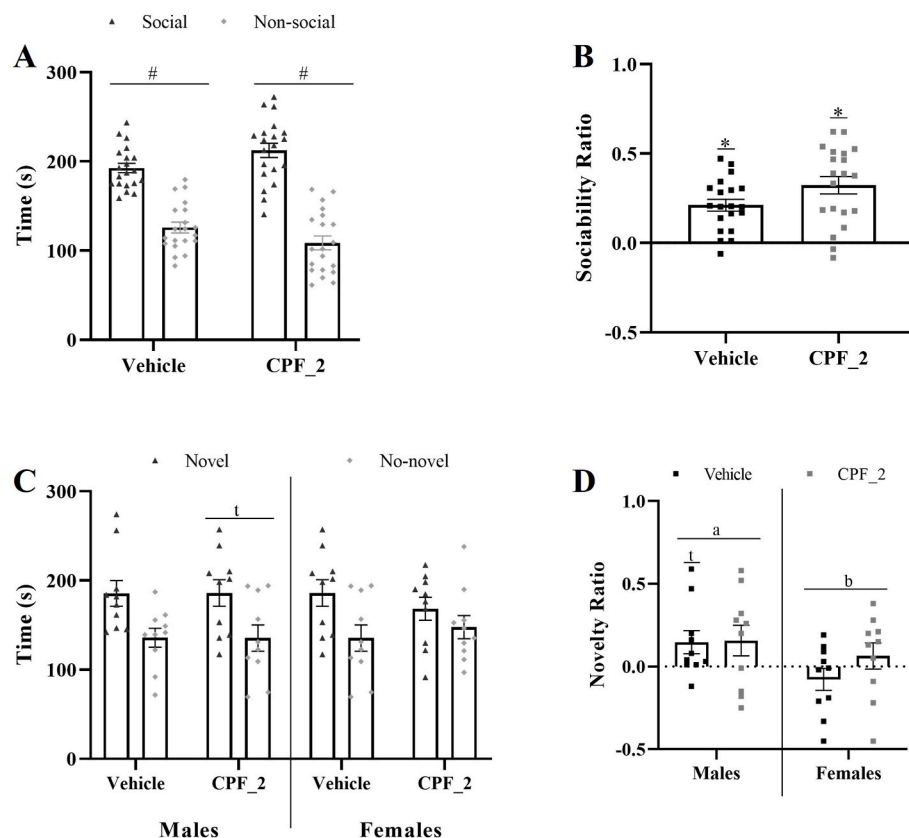 ▲ Social ◆ Non-social
A
#
#
300
200
100
0
Time (s)
Vehicle
CPF_2
B
1.0
0.5
0.0
-0.5
Sociability Ratio
*
*
Vehicle
CPF_2
C
▲ Novel ◆ No-novel
t
300
200
100
0
Time (s)
Vehicle
CPF_2
Vehicle
CPF_2
Males
Females
D
■ Vehicle ■ CPF_2
a
t
b
1.0
0.5
0.0
-0.5
Novelty Ratio
Males
Females